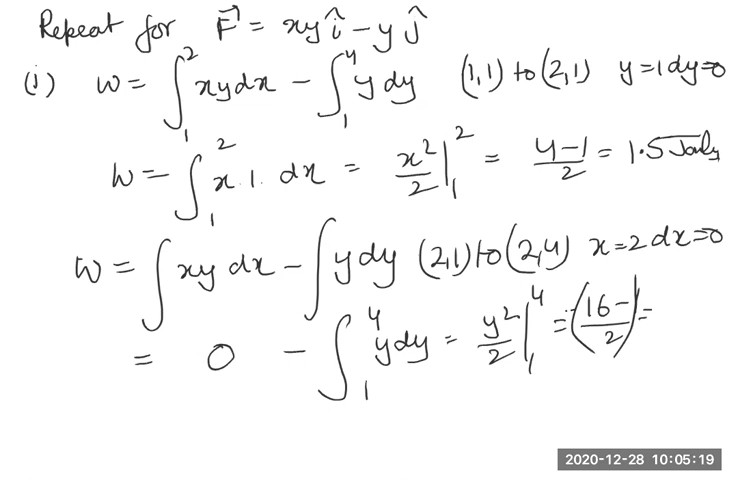 Repeat for F⃗ = xy î − y ĵ
(i) W = ∫₁² xy dx − ∫₁⁴ y dy (1,1) to (2,1) y=1 dy=0
W = ∫₁² x.1. dx = x²/2 |₁² = (4−1)/2 = 1.5 Jouls
W = ∫ xy dx − ∫ y dy (2,1) to (2,4) x=2 dx=0
= 0 − ∫₁⁴ y dy = y²/2 |₁⁴ = −(16−1)/2 =
2020-12-28 10:05:19